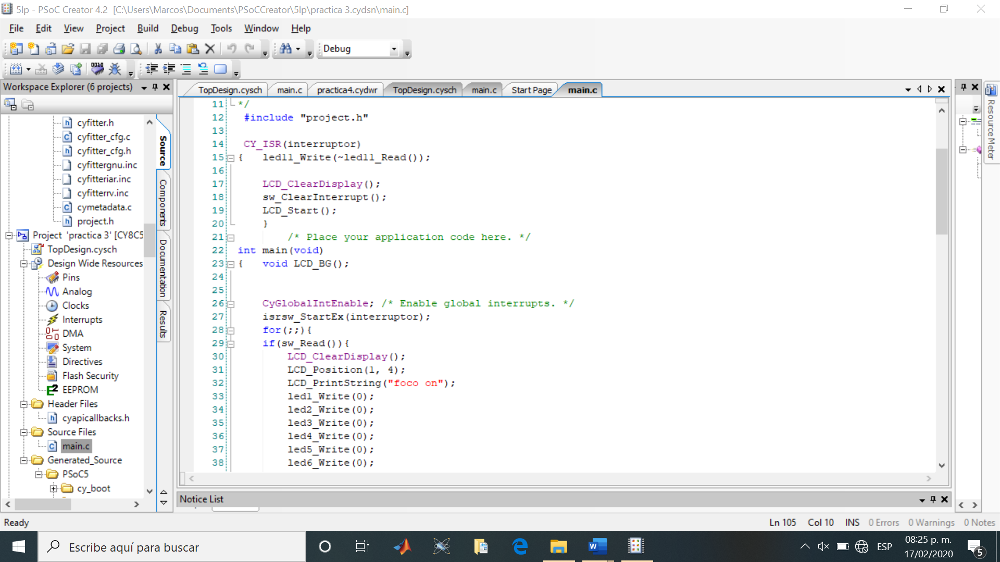 5lp - PSoC Creator 4.2 [C:\Users\Marcos\Documents\PSoCCreator\5lp\practica 3.cydsn\main.c]
File Edit View Project Build Debug Tools Window Help
Debug
Workspace Explorer (6 projects)
cyfitter.h
cyfitter_cfg.c
cyfitter_cfg.h
cyfittergnu.inc
cyfitteriar.inc
cyfitterrv.inc
cymetadata.c
project.h
Project 'practica 3' [CY8C5
TopDesign.cysch
Design Wide Resources
Pins
Analog
Clocks
Interrupts
DMA
System
Directives
Flash Security
EEPROM
Header Files
cyapicallbacks.h
Source Files
main.c
Generated_Source
PSoC5
cy_boot
Source
Components
Documentation
Results
TopDesign.cysch main.c practica4.cydwr TopDesign.cysch main.c Start Page main.c
11 */
12 #include "project.h"
13
14 CY_ISR(interruptor)
15 { led11_Write(~led11_Read());
16
17 LCD_ClearDisplay();
18 sw_ClearInterrupt();
19 LCD_Start();
20 }
21 /* Place your application code here. */
22 int main(void)
23 { void LCD_BG();
24
25
26 CyGlobalIntEnable; /* Enable global interrupts. */
27 isrsw_StartEx(interruptor);
28 for(;;){
29 if(sw_Read()){
30 LCD_ClearDisplay();
31 LCD_Position(1, 4);
32 LCD_PrintString("foco on");
33 led1_Write(0);
34 led2_Write(0);
35 led3_Write(0);
36 led4_Write(0);
37 led5_Write(0);
38 led6_Write(0);
Resource Meter
Notice List
Ready
Ln 105 Col 10 INS 0 Errors 0 Warnings 0 Notes
Escribe aquí para buscar
ESP
08:25 p. m.
17/02/2020
5